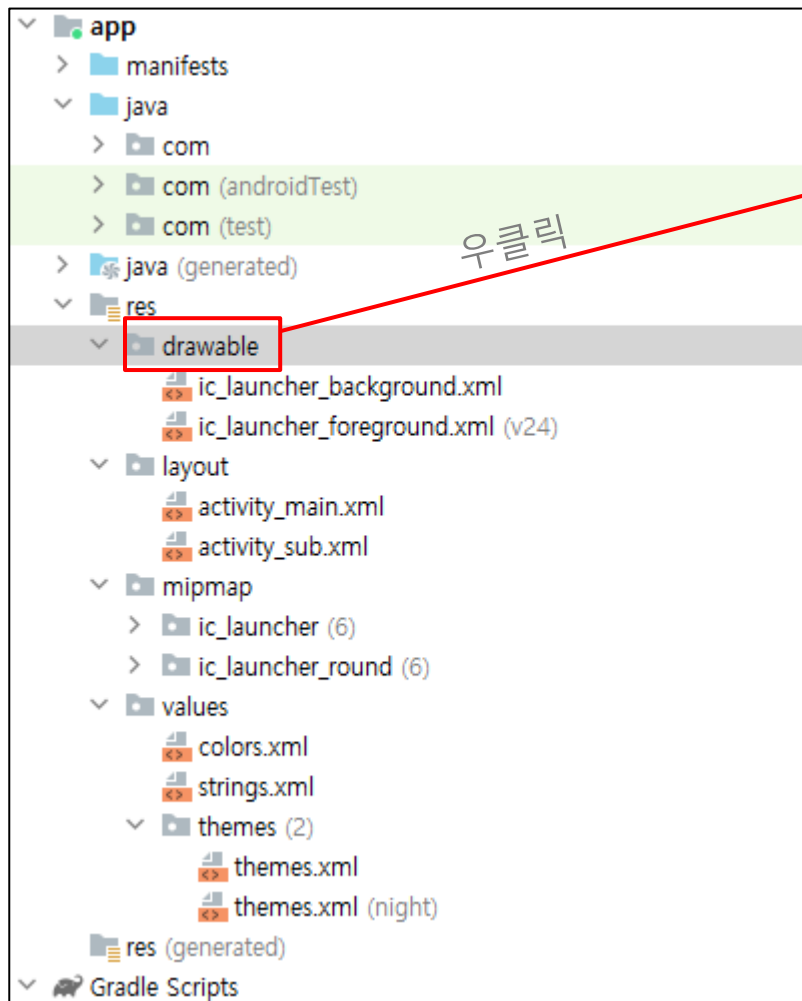 app
manifests
java
com
com (androidTest)
com (test)
우클릭
java (generated)
res
drawable
ic_launcher_background.xml
ic_launcher_foreground.xml (v24)
layout
activity_main.xml
activity_sub.xml
mipmap
ic_launcher (6)
ic_launcher_round (6)
values
colors.xml
strings.xml
themes (2)
themes.xml
themes.xml (night)
res (generated)
Gradle Scripts